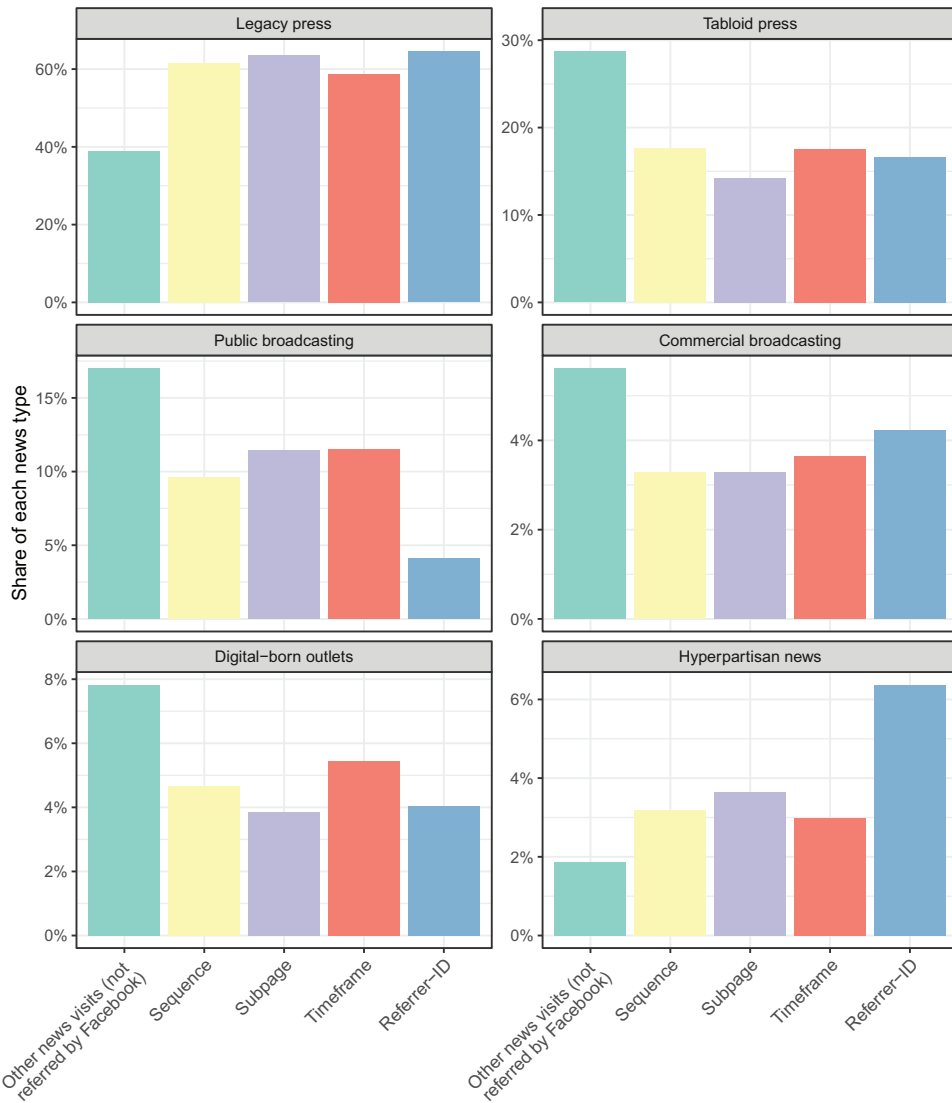 Legacy press
Tabloid press
60%
40%
20%
0%
30%
20%
10%
0%
Public broadcasting
Commercial broadcasting
15%
10%
5%
0%
4%
2%
0%
Share of each news type
Digital−born outlets
Hyperpartisan news
8%
6%
4%
2%
0%
6%
4%
2%
0%
Other news visits (not
referred by Facebook)
Sequence
Subpage
Timeframe
Referrer−ID
Other news visits (not
referred by Facebook)
Sequence
Subpage
Timeframe
Referrer−ID